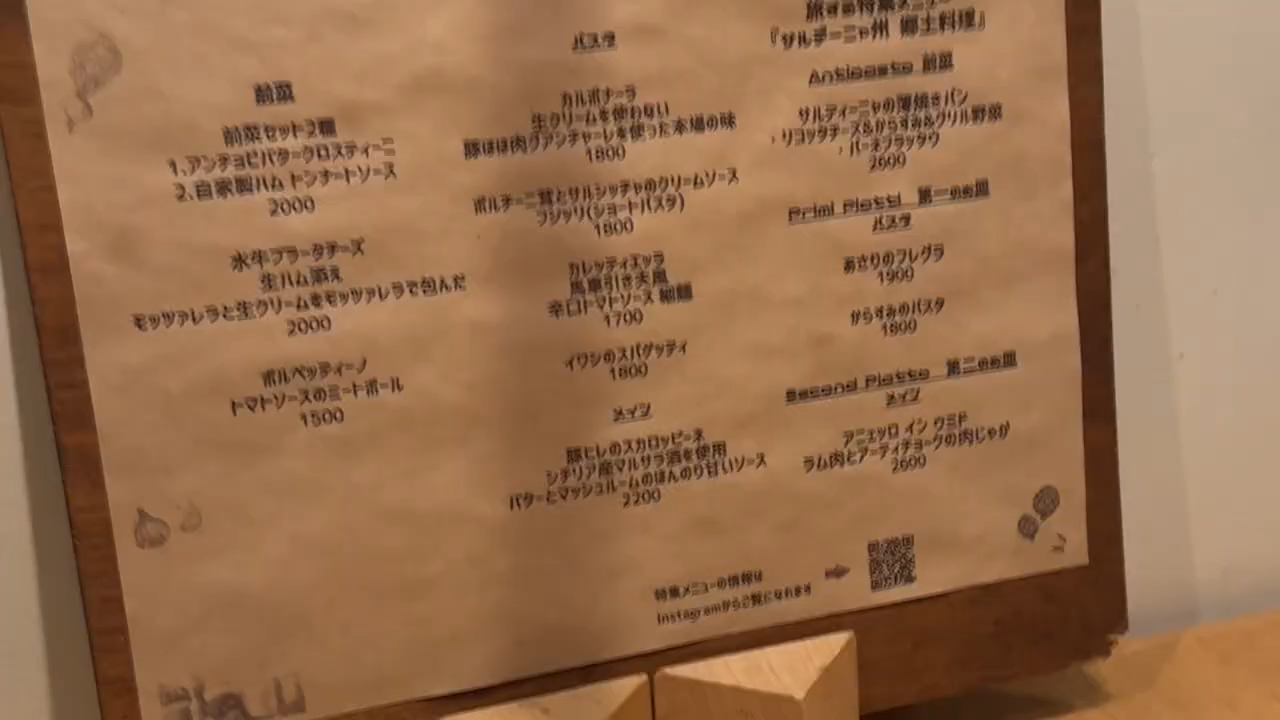 前菜
前菜セット2種
1.アンチョビバタークロスティーニ
2.自家製ハム トンナートソース
2000
水牛ブラータチーズ
生ハム添え
モッツァレラと生クリームをモッツァレラで包んだ
2000
ポルペッティーノ
トマトソースのミートボール
1500
パスタ
カルボナーラ
生クリームを使わない
豚ほほ肉グアンチャーレを使った本場の味
1800
ポルチーニ茸とサルシッチャのクリームソース
フジッリ(ショートパスタ)
1800
カレッティエッラ
馬車引き夫風
辛口トマトソース 細麺
1700
イワシのスパゲッティ
1800
メイン
豚ヒレのスカロッピーネ
シチリア産マルサラ酒を使用
バターとマッシュルームのほんのり甘いソース
2200
旅する特集メニュー
『サルデーニャ州 郷土料理』
Antipasto 前菜
サルディーニャの薄焼きパン
リコッタチーズ&からすみ&グリル野菜
パーネフラッタウ
2600
Primi Piatti 第一のお皿
パスタ
あさりのフレグラ
1900
からすみのパスタ
1800
Second Piatto 第二のお皿
メイン
アニエッロ イン ウミド
ラム肉とアーティチョークの肉じゃが
2600
特集メニューの情報は
Instagramからご覧になれます